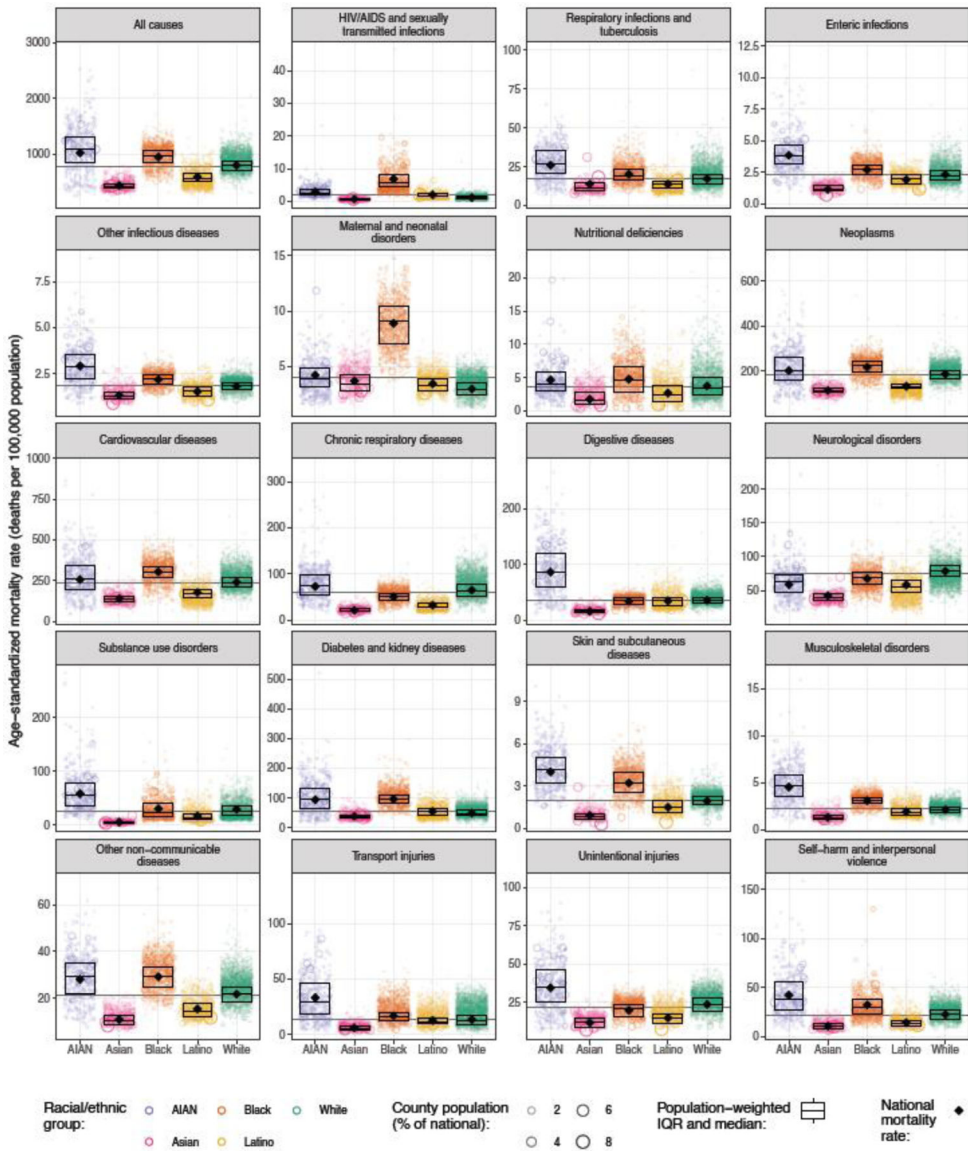 All causes
HIV/AIDS and sexually
transmitted infections
Respiratory infections and
tuberculosis
Enteric infections
3000
2000
1000
40
30
20
10
0
100
75
50
25
0
12.5
10.0
7.5
5.0
2.5
0.0
Other infectious diseases
Maternal and neonatal
disorders
Nutritional deficiencies
Neoplasms
7.5
5.0
2.5
0.0
15
10
5
20
15
10
5
0
600
400
200
0
Cardiovascular diseases
Chronic respiratory diseases
Digestive diseases
Neurological disorders
1000
750
500
250
0
300
200
100
0
200
100
0
200
150
100
50
Substance use disorders
Diabetes and kidney diseases
Skin and subcutaneous
diseases
Musculoskeletal disorders
200
100
0
500
400
300
200
100
0
9
6
3
0
15
10
5
0
Other non-communicable
diseases
Transport injuries
Unintentional injuries
Self-harm and interpersonal
violence
60
40
20
100
50
0
100
75
50
25
150
100
50
0
AIAN Asian Black Latino White
AIAN Asian Black Latino White
AIAN Asian Black Latino White
AIAN Asian Black Latino White
Age-standardized mortality rate (deaths per 100,000 population)
Racial/ethnic
group:
AIAN
Black
White
Asian
Latino
County population
(% of national):
2
6
4
8
Population-weighted
IQR and median:
National
mortality
rate: